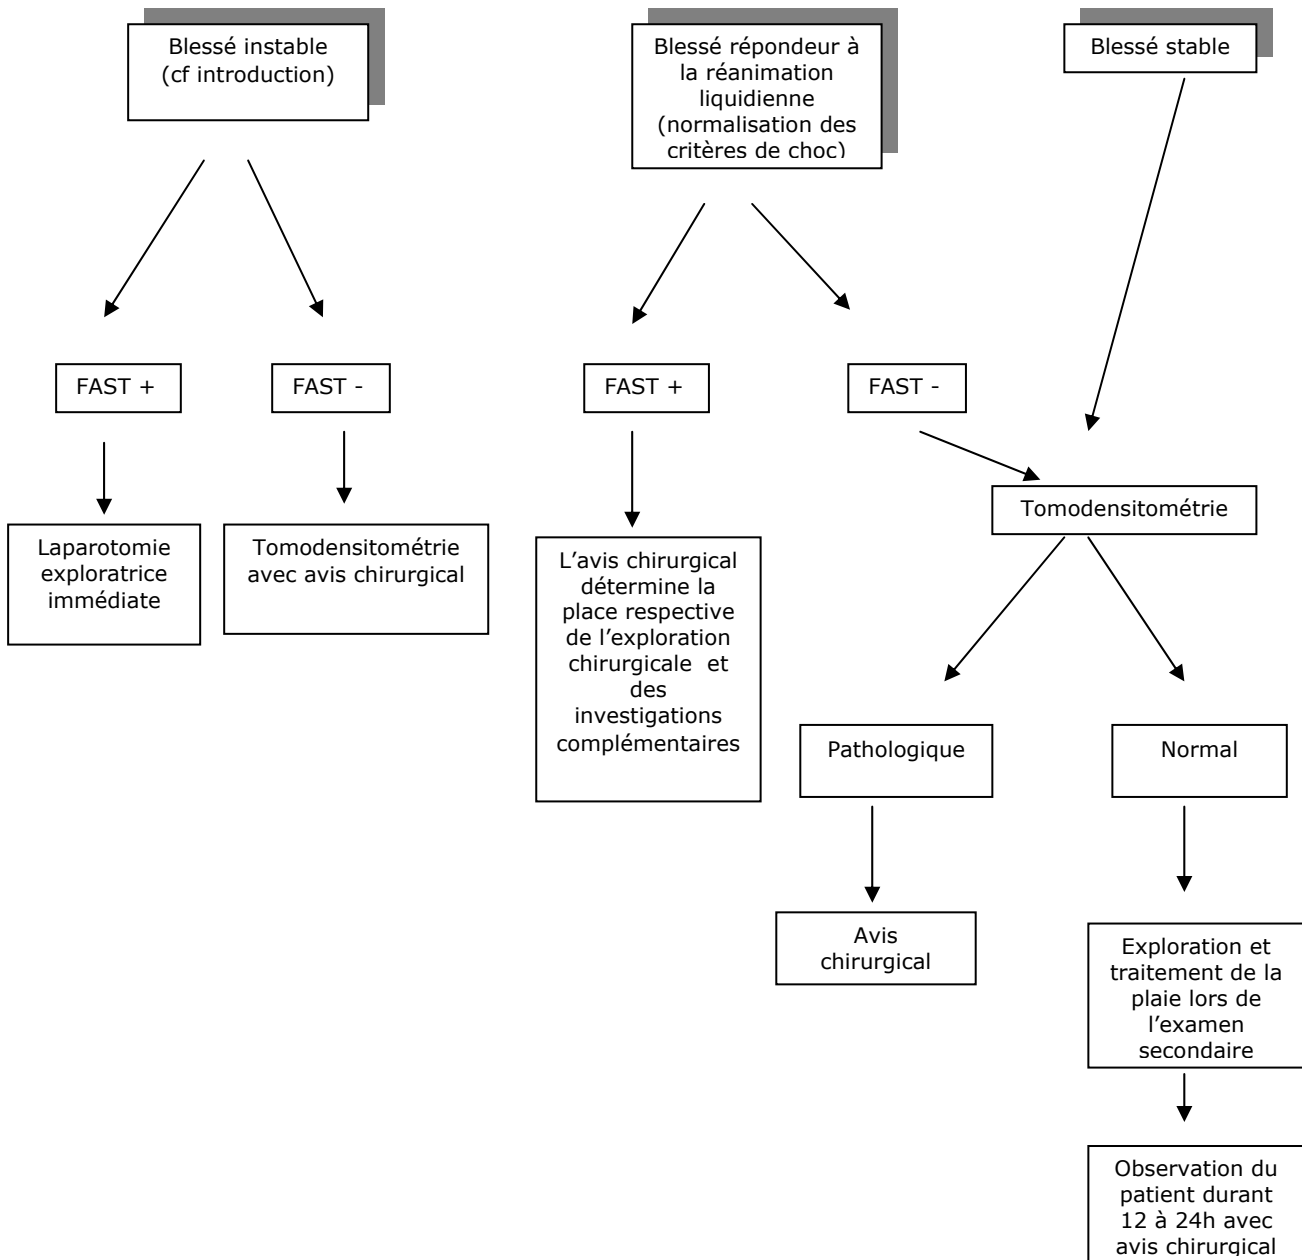 Blessé instable
(cf introduction)
Blessé répondeur à
la réanimation
liquidienne
(normalisation des
critères de choc)
Blessé stable
FAST +
FAST -
FAST +
FAST -
Laparotomie
exploratrice
immédiate
Tomodensitométrie
avec avis chirurgical
L’avis chirurgical
détermine la
place respective
de l’exploration
chirurgicale et
des
investigations
complémentaires
Tomodensitométrie
Pathologique
Normal
Avis
chirurgical
Exploration et
traitement de la
plaie lors de
l’examen
secondaire
Observation du
patient durant
12 à 24h avec
avis chirurgical